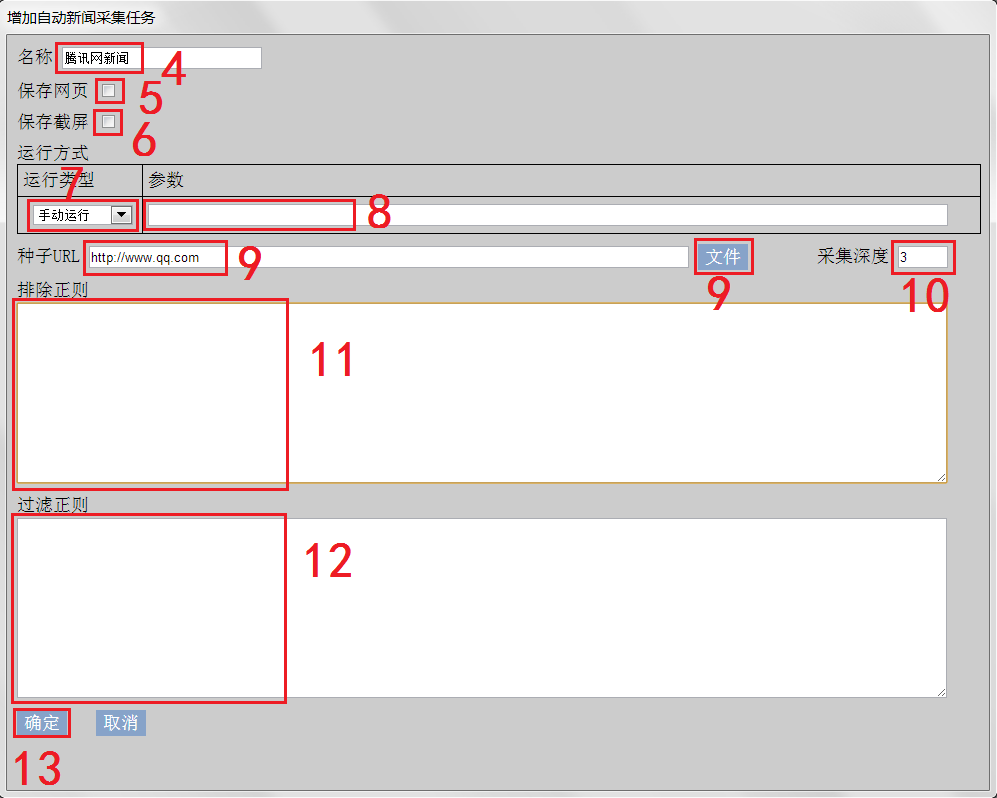 增加自动新闻采集任务
名称 腾讯网新闻 4
保存网页 5
保存截屏 6
运行方式
运行类型 参数
7
手动运行 8
种子URL http://www.qq.com 9 文件 采集深度 3
9 10
排除正则
11
过滤正则
12
确定 取消
13